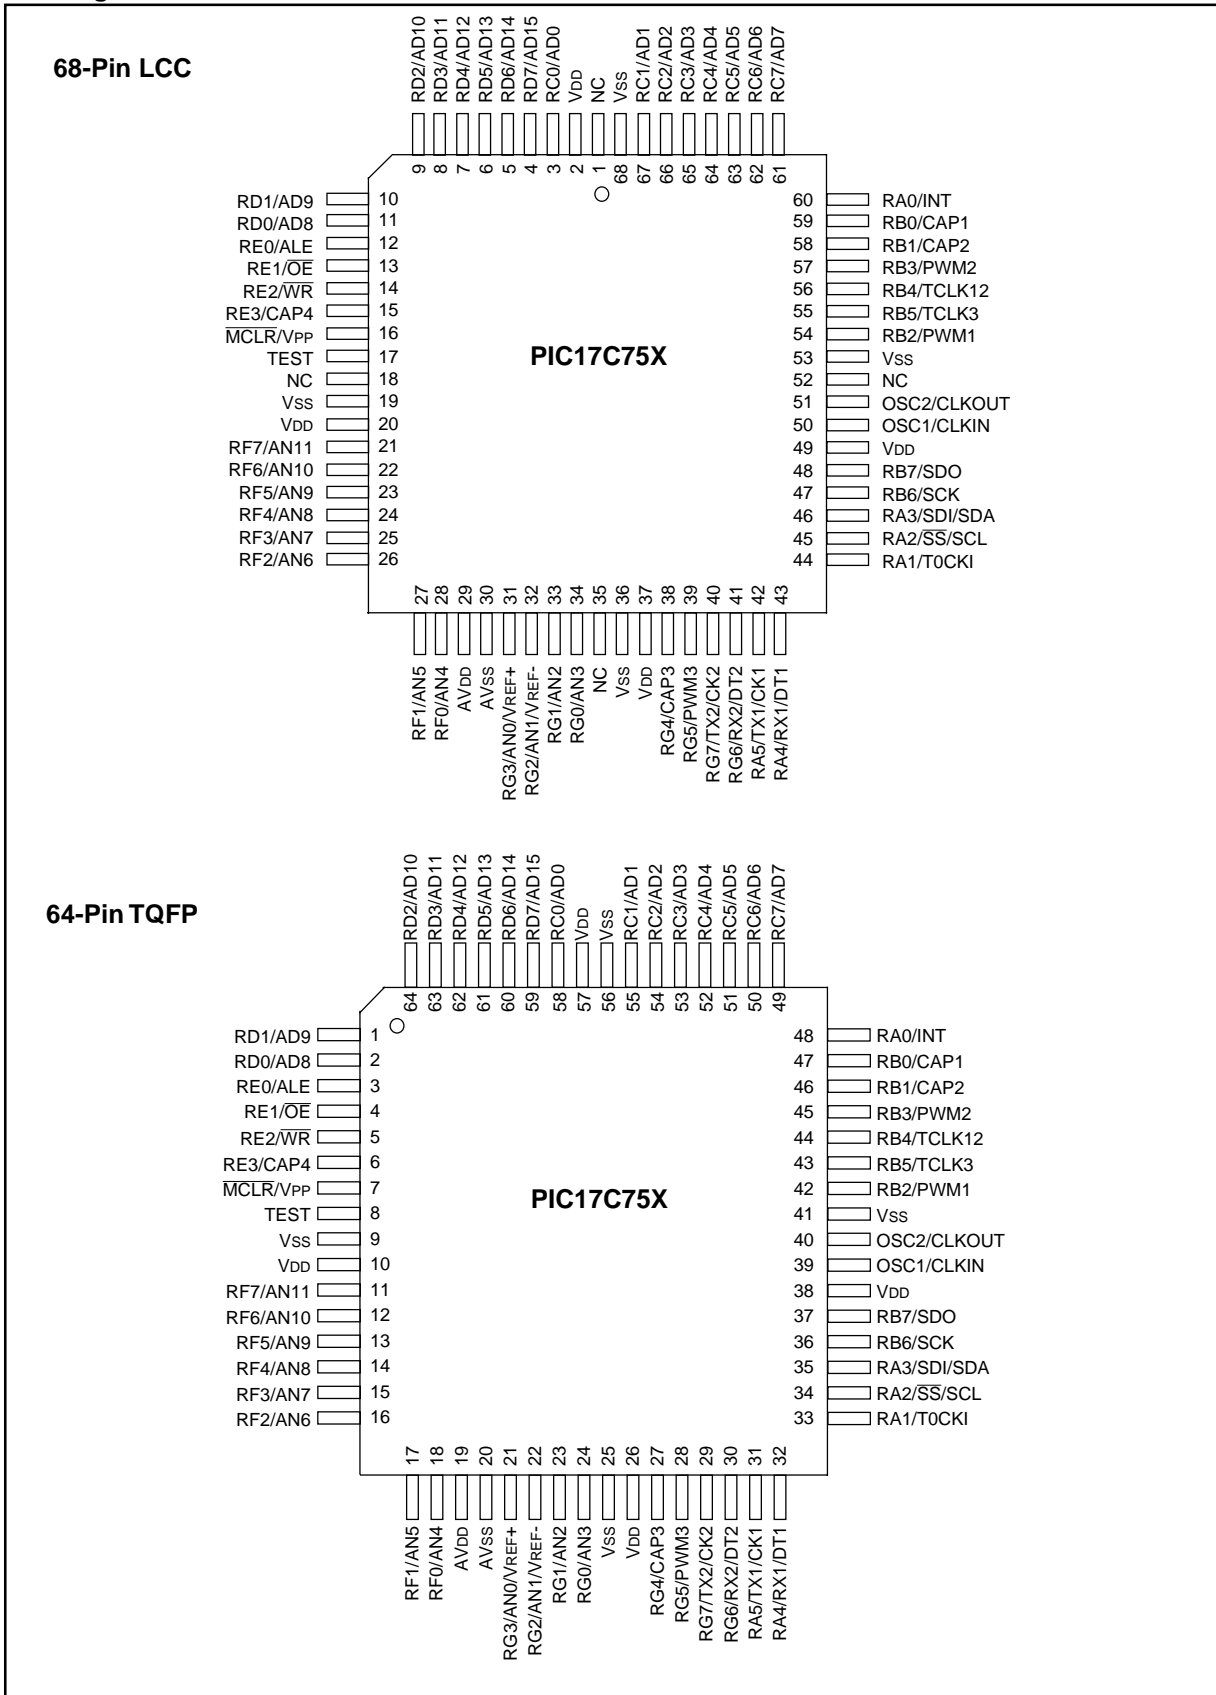 68-Pin LCC
RD2/AD10
RD3/AD11
RD4/AD12
RD5/AD13
RD6/AD14
RD7/AD15
RC0/AD0
VDD
NC
VSS
RC1/AD1
RC2/AD2
RC3/AD3
RC4/AD4
RC5/AD5
RC6/AD6
RC7/AD7
9 8 7 6 5 4 3 2 1 68 67 66 65 64 63 62 61
RD1/AD9 10 60 RA0/INT
RD0/AD8 11 59 RB0/CAP1
RE0/ALE 12 58 RB1/CAP2
RE1/OE 13 57 RB3/PWM2
RE2/WR 14 56 RB4/TCLK12
RE3/CAP4 15 55 RB5/TCLK3
MCLR/VPP 16 54 RB2/PWM1
TEST 17 PIC17C75X 53 VSS
NC 18 52 NC
VSS 19 51 OSC2/CLKOUT
VDD 20 50 OSC1/CLKIN
RF7/AN11 21 49 VDD
RF6/AN10 22 48 RB7/SDO
RF5/AN9 23 47 RB6/SCK
RF4/AN8 24 46 RA3/SDI/SDA
RF3/AN7 25 45 RA2/SS/SCL
RF2/AN6 26 44 RA1/T0CKI
27 28 29 30 31 32 33 34 35 36 37 38 39 40 41 42 43
RF1/AN5
RF0/AN4
AVDD
AVSS
RG3/AN0/VREF+
RG2/AN1/VREF-
RG1/AN2
RG0/AN3
NC
VSS
VDD
RG4/CAP3
RG5/PWM3
RG7/TX2/CK2
RG6/RX2/DT2
RA5/TX1/CK1
RA4/RX1/DT1
64-Pin TQFP
RD2/AD10
RD3/AD11
RD4/AD12
RD5/AD13
RD6/AD14
RD7/AD15
RC0/AD0
VDD
VSS
RC1/AD1
RC2/AD2
RC3/AD3
RC4/AD4
RC5/AD5
RC6/AD6
RC7/AD7
64 63 62 61 60 59 58 57 56 55 54 53 52 51 50 49
RD1/AD9 1 48 RA0/INT
RD0/AD8 2 47 RB0/CAP1
RE0/ALE 3 46 RB1/CAP2
RE1/OE 4 45 RB3/PWM2
RE2/WR 5 44 RB4/TCLK12
RE3/CAP4 6 43 RB5/TCLK3
MCLR/VPP 7 PIC17C75X 42 RB2/PWM1
TEST 8 41 VSS
VSS 9 40 OSC2/CLKOUT
VDD 10 39 OSC1/CLKIN
RF7/AN11 11 38 VDD
RF6/AN10 12 37 RB7/SDO
RF5/AN9 13 36 RB6/SCK
RF4/AN8 14 35 RA3/SDI/SDA
RF3/AN7 15 34 RA2/SS/SCL
RF2/AN6 16 33 RA1/T0CKI
17 18 19 20 21 22 23 24 25 26 27 28 29 30 31 32
RF1/AN5
RF0/AN4
AVDD
AVSS
RG3/AN0/VREF+
RG2/AN1/VREF-
RG1/AN2
RG0/AN3
VSS
VDD
RG4/CAP3
RG5/PWM3
RG7/TX2/CK2
RG6/RX2/DT2
RA5/TX1/CK1
RA4/RX1/DT1